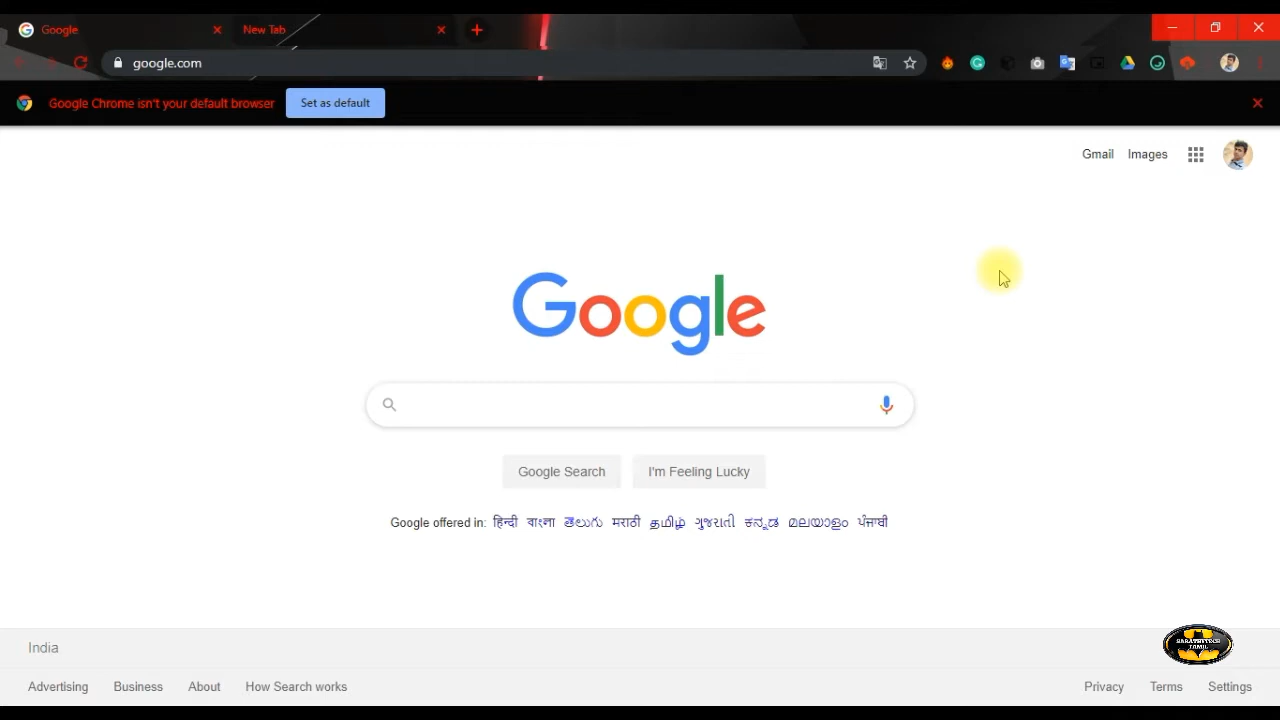 Google New Tab
google.com
Google Chrome isn't your default browser Set as default
Gmail Images
Google
Google Search I'm Feeling Lucky
Google offered in: हिन्दी বাংলা తెలుగు मराठी தமிழ் ગુજરાતી ಕನ್ನಡ മലയാളം ਪੰਜਾਬੀ
SARATHYTECH
TAMIL
India
Advertising Business About How Search works Privacy Terms Settings